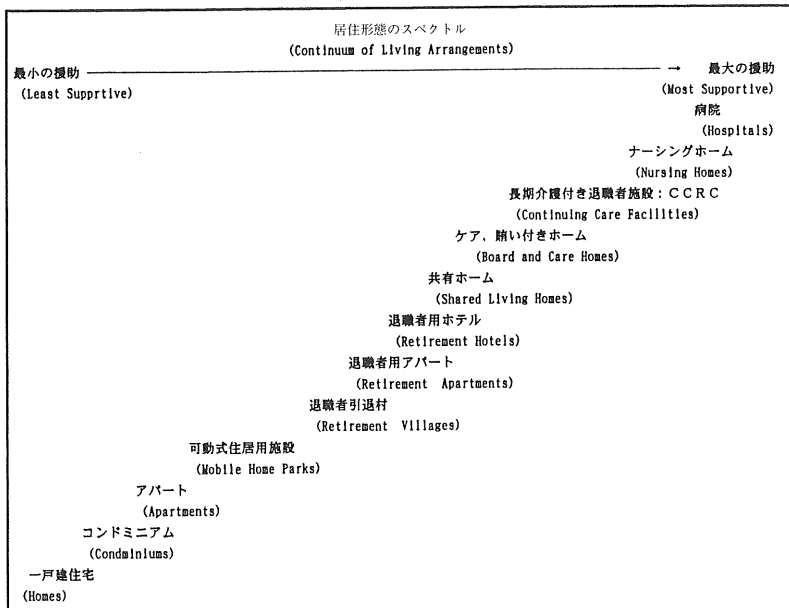 居住形態のスペクトル
(Continuum of Living Arrangements)
最小の援助 → 最大の援助
(Least Supprtive) (Most Supportive)
病院
(Hospitals)
ナーシングホーム
(Nursing Homes)
長期介護付き退職者施設：ＣＣＲＣ
(Continuing Care Facilities)
ケア，賄い付きホーム
(Board and Care Homes)
共有ホーム
(Shared Living Homes)
退職者用ホテル
(Retirement Hotels)
退職者用アパート
(Retirement Apartments)
退職者引退村
(Retirement Villages)
可動式住居用施設
(Mobile Home Parks)
アパート
(Apartments)
コンドミニアム
(Condminiums)
一戸建住宅
(Homes)